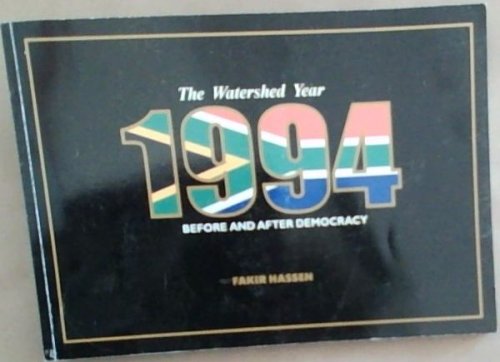 The Watershed Year
1994
BEFORE AND AFTER DEMOCRACY
FAKIR HASSEN